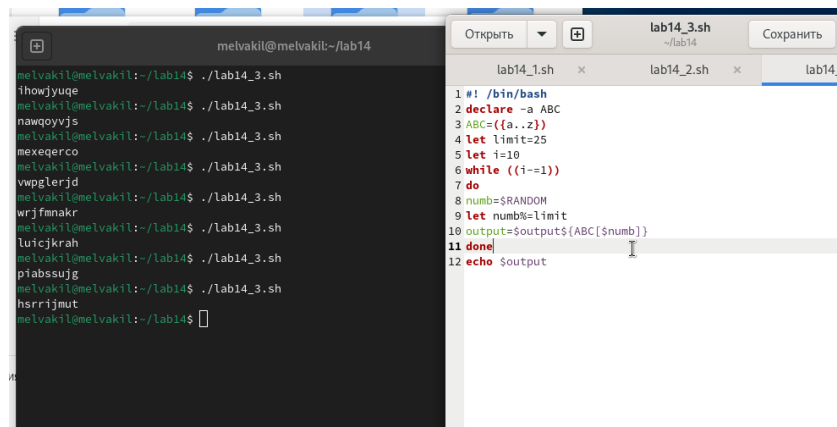 melvakil@melvakil:~/lab14
melvakil@melvakil:~/lab14$ ./lab14_3.sh
ihowjyuqe
melvakil@melvakil:~/lab14$ ./lab14_3.sh
nawqoyvjs
melvakil@melvakil:~/lab14$ ./lab14_3.sh
mexeqerco
melvakil@melvakil:~/lab14$ ./lab14_3.sh
vwpglerjd
melvakil@melvakil:~/lab14$ ./lab14_3.sh
wrjfmnakr
melvakil@melvakil:~/lab14$ ./lab14_3.sh
luicjkrah
melvakil@melvakil:~/lab14$ ./lab14_3.sh
piabssujg
melvakil@melvakil:~/lab14$ ./lab14_3.sh
hsrrijmut
melvakil@melvakil:~/lab14$
Открыть
lab14_3.sh
~/lab14
Сохранить
lab14_1.sh ×
lab14_2.sh ×
lab14_
1 #! /bin/bash
2 declare -a ABC
3 ABC=({a..z})
4 let limit=25
5 let i=10
6 while ((i-=1))
7 do
8 numb=$RANDOM
9 let numb%=limit
10 output=$output${ABC[$numb]}
11 done
12 echo $output